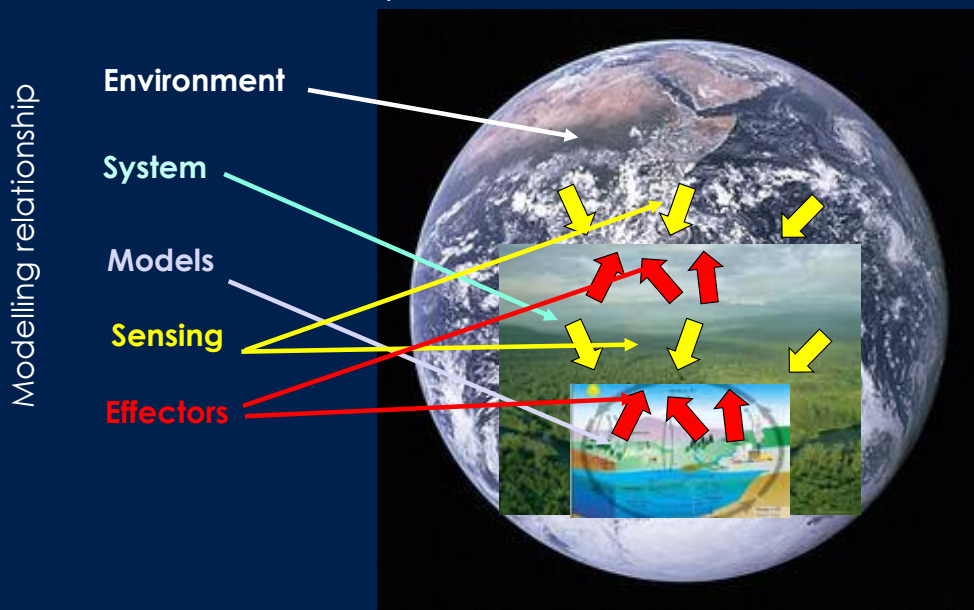 Modelling relationship
Environment
System
Models
Sensing
Effectors